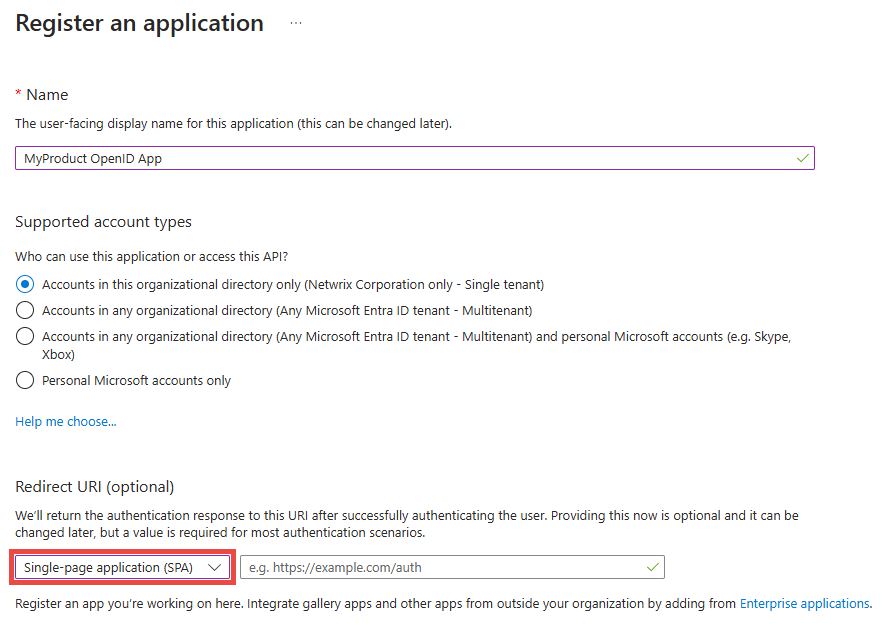 Register an application ...
* Name
The user-facing display name for this application (this can be changed later).
MyProduct OpenID App
Supported account types
Who can use this application or access this API?
Accounts in this organizational directory only (Netwrix Corporation only - Single tenant)
Accounts in any organizational directory (Any Microsoft Entra ID tenant - Multitenant)
Accounts in any organizational directory (Any Microsoft Entra ID tenant - Multitenant) and personal Microsoft accounts (e.g. Skype,
Xbox)
Personal Microsoft accounts only
Help me choose...
Redirect URI (optional)
We'll return the authentication response to this URI after successfully authenticating the user. Providing this now is optional and it can be
changed later, but a value is required for most authentication scenarios.
Single-page application (SPA) e.g. https://example.com/auth
Register an app you're working on here. Integrate gallery apps and other apps from outside your organization by adding from Enterprise applications.